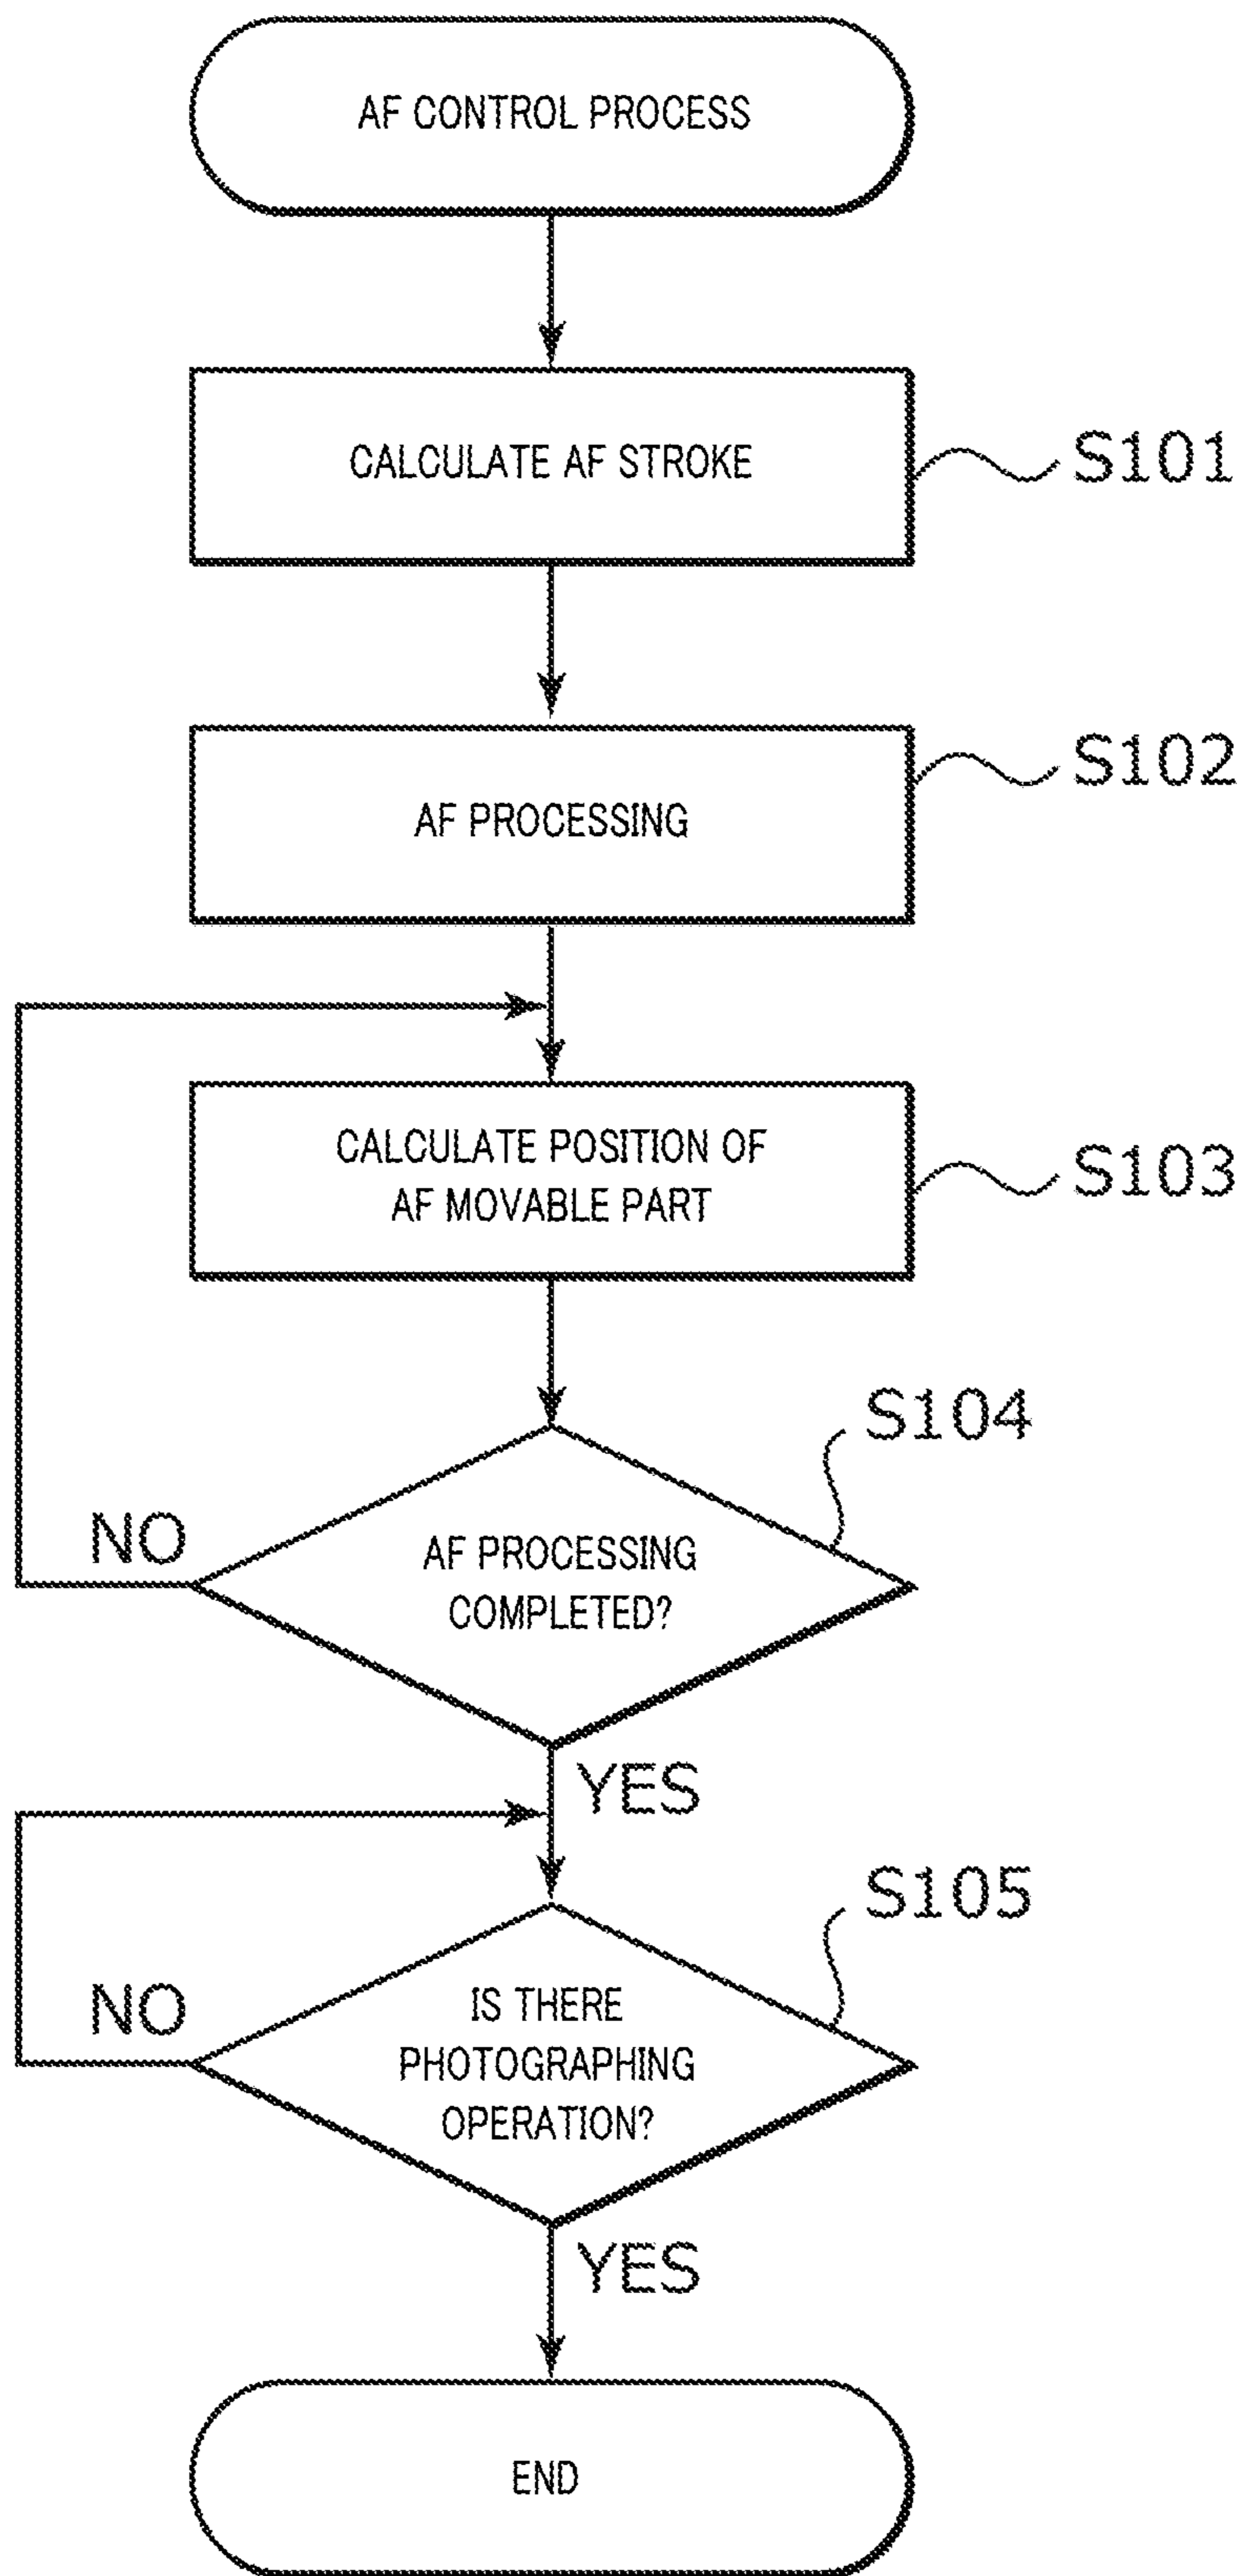 AF CONTROL PROCESS
CALCULATE AF STROKE
S101
AF PROCESSING
S102
CALCULATE POSITION OF
AF MOVABLE PART
S103
S104
AF PROCESSING
COMPLETED?
NO
YES
S105
IS THERE
PHOTOGRAPHING
OPERATION?
NO
YES
END